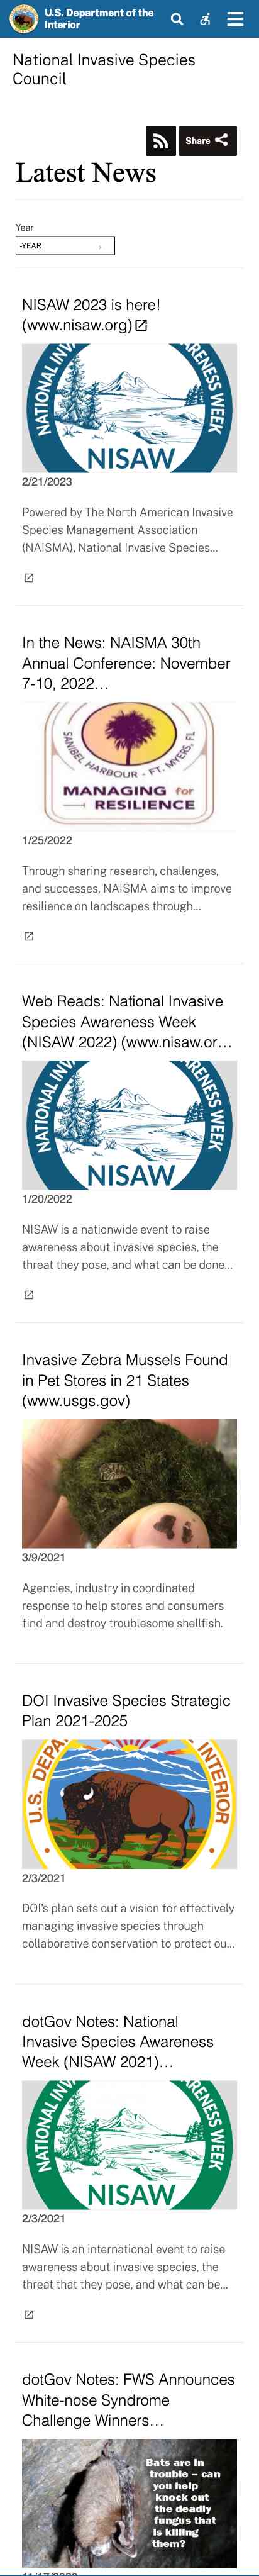 U.S. Department of the
Interior
National Invasive Species
Council
Share
Latest News
Year
-YEAR
NISAW 2023 is here!
(www.nisaw.org)
NATIONAL INVASIVE SPECIES AWARENESS WEEK
NISAW
2/21/2023
Powered by The North American Invasive
Species Management Association
(NAISMA), National Invasive Species...
In the News: NAISMA 30th
Annual Conference: November
7-10, 2022...
SANIBEL HARBOUR - FT. MYERS, FL
MANAGING for
RESILIENCE
1/25/2022
Through sharing research, challenges,
and successes, NAISMA aims to improve
resilience on landscapes through...
Web Reads: National Invasive
Species Awareness Week
(NISAW 2022) (www.nisaw.or...
NATIONAL INV
ARENESS WEEK
NISAW
1/20/2022
NISAW is a nationwide event to raise
awareness about invasive species, the
threat they pose, and what can be done...
Invasive Zebra Mussels Found
in Pet Stores in 21 States
(www.usgs.gov)
3/9/2021
Agencies, industry in coordinated
response to help stores and consumers
find and destroy troublesome shellfish.
DOI Invasive Species Strategic
Plan 2021-2025
U.S. DEPA
INTERIOR
2/3/2021
DOI's plan sets out a vision for effectively
managing invasive species through
collaborative conservation to protect ou...
dotGov Notes: National
Invasive Species Awareness
Week (NISAW 2021)...
NATIONAL INV
ARENESS WEEK
NISAW
2/3/2021
NISAW is an international event to raise
awareness about invasive species, the
threat that they pose, and what can be...
dotGov Notes: FWS Announces
White-nose Syndrome
Challenge Winners...
Bats are in
trouble – can
you help
knock out
the deadly
fungus that
is killing
them?